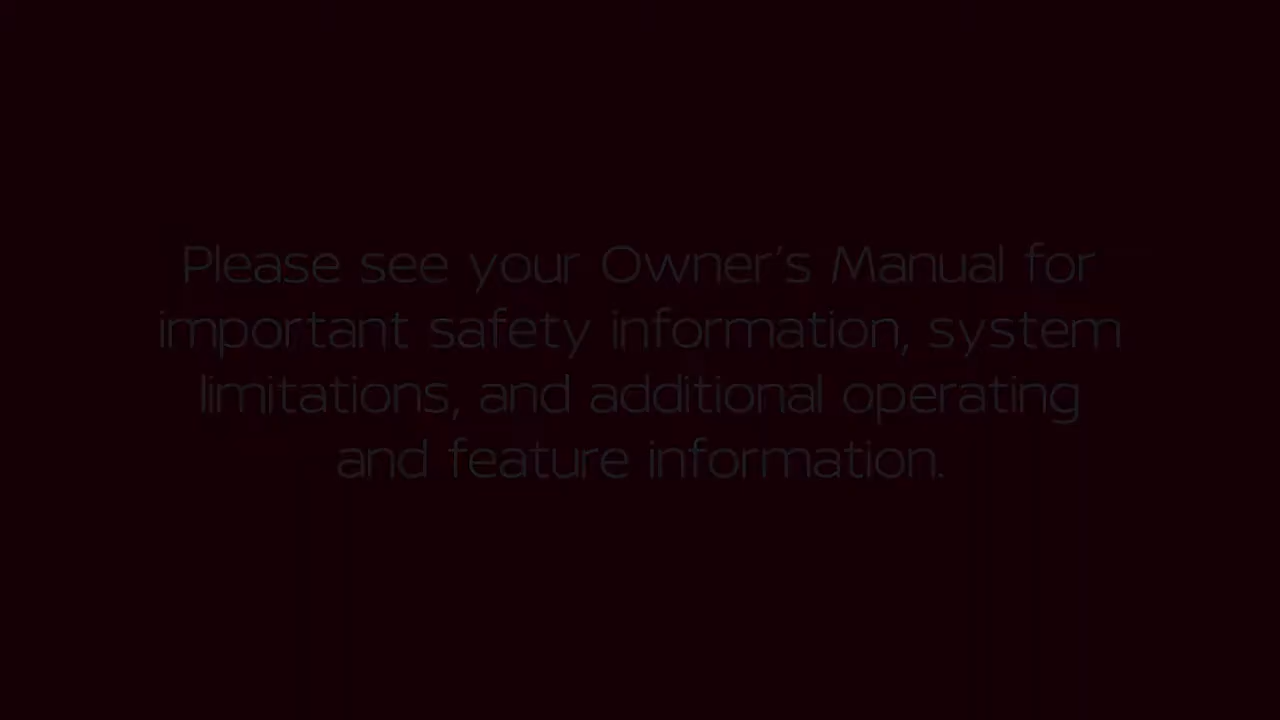 Please see your Owner's Manual for
important safety information, system
limitations, and additional operating
and feature information.